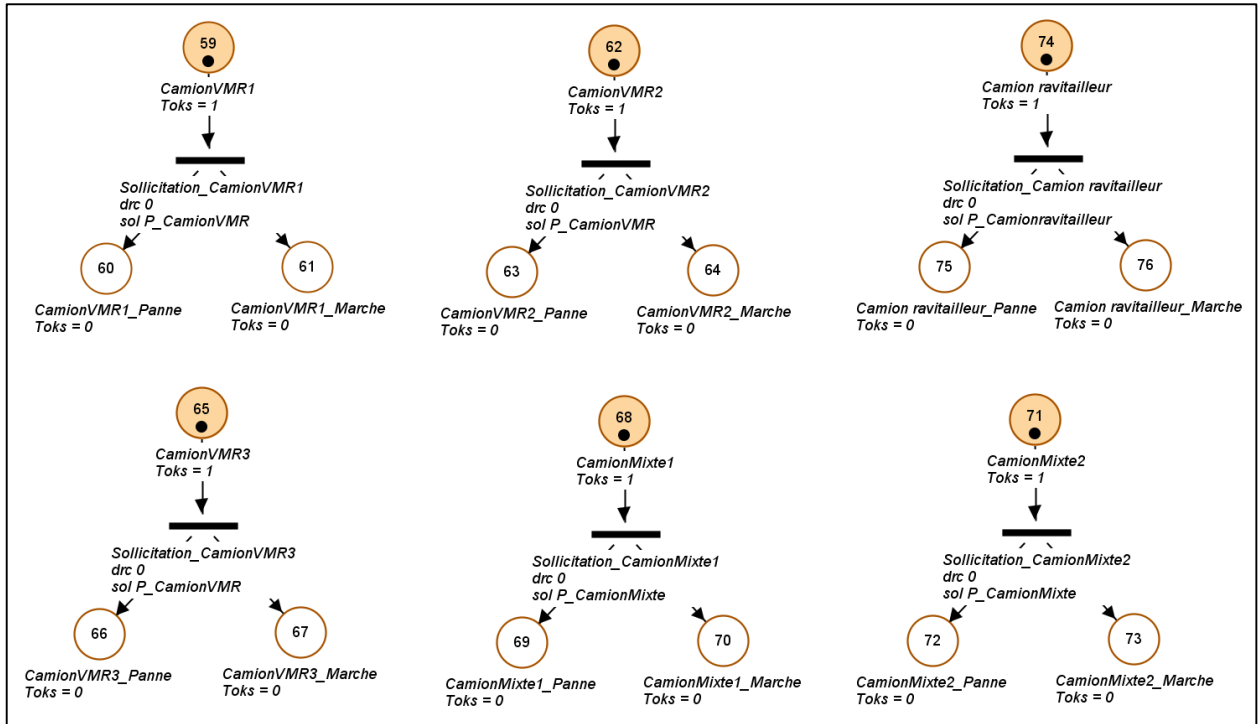 59
CamionVMR1
Toks = 1
Sollicitation_CamionVMR1
drc 0
sol P_CamionVMR
60
61
CamionVMR1_Panne
Toks = 0
CamionVMR1_Marche
Toks = 0
62
CamionVMR2
Toks = 1
Sollicitation_CamionVMR2
drc 0
sol P_CamionVMR
63
64
CamionVMR2_Panne
Toks = 0
CamionVMR2_Marche
Toks = 0
74
Camion ravitailleur
Toks = 1
Sollicitation_Camion ravitailleur
drc 0
sol P_Camionravitailleur
75
76
Camion ravitailleur_Panne
Toks = 0
Camion ravitailleur_Marche
Toks = 0
65
CamionVMR3
Toks = 1
Sollicitation_CamionVMR3
drc 0
sol P_CamionVMR
66
67
CamionVMR3_Panne
Toks = 0
CamionVMR3_Marche
Toks = 0
68
CamionMixte1
Toks = 1
Sollicitation_CamionMixte1
drc 0
sol P_CamionMixte
69
70
CamionMixte1_Panne
Toks = 0
CamionMixte1_Marche
Toks = 0
71
CamionMixte2
Toks = 1
Sollicitation_CamionMixte2
drc 0
sol P_CamionMixte
72
73
CamionMixte2_Panne
Toks = 0
CamionMixte2_Marche
Toks = 0